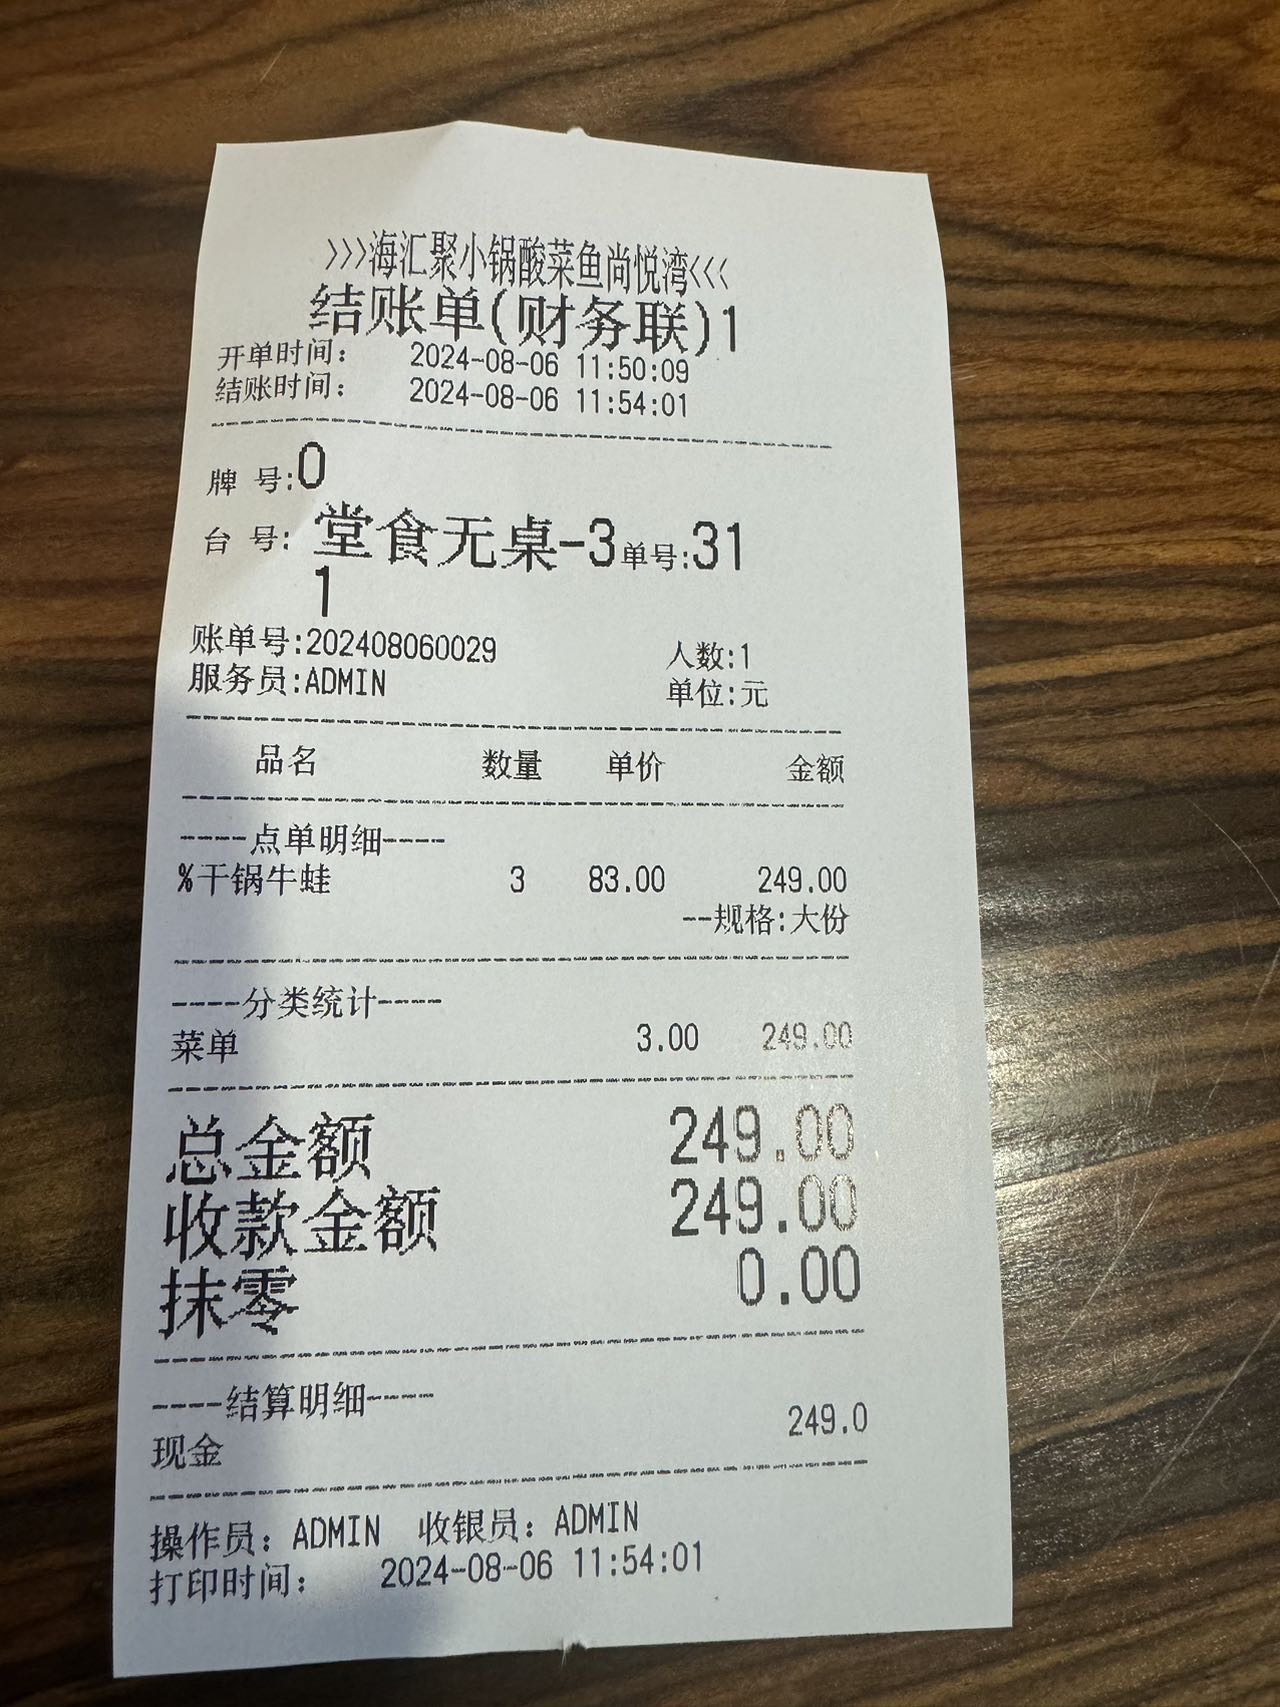 >>>海汇聚小锅酸菜鱼尚悦湾<<<
结账单(财务联)1
开单时间： 2024-08-06 11:50:09
结账时间： 2024-08-06 11:54:01
牌 号:0
台 号: 堂食无桌-3单号:31
1
账单号:202408060029 人数:1
服务员:ADMIN 单位:元
品名 数量 单价 金额
----点单明细----
%干锅牛蛙 3 83.00 249.00
--规格:大份
----分类统计----
菜单 3.00 249.00
总金额 249.00
收款金额 249.00
抹零 0.00
----结算明细----
现金 249.0
操作员：ADMIN 收银员：ADMIN
打印时间： 2024-08-06 11:54:01